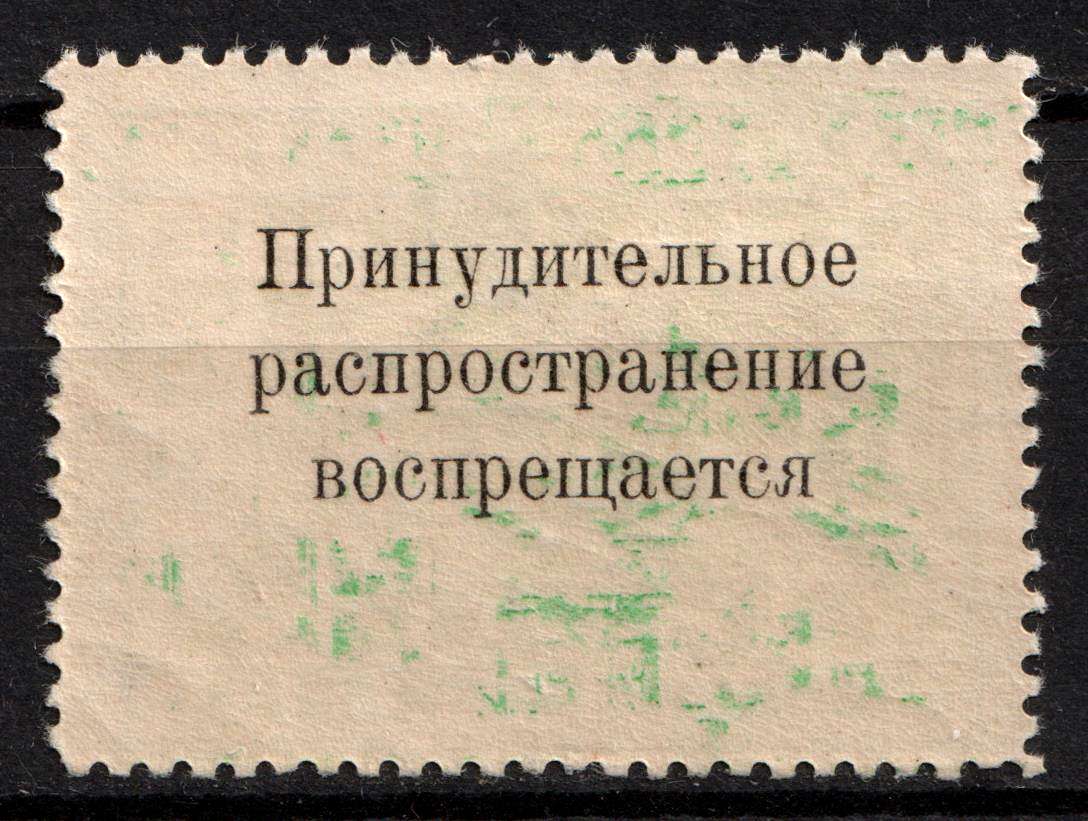 Принудительное
распространение
воспрещается